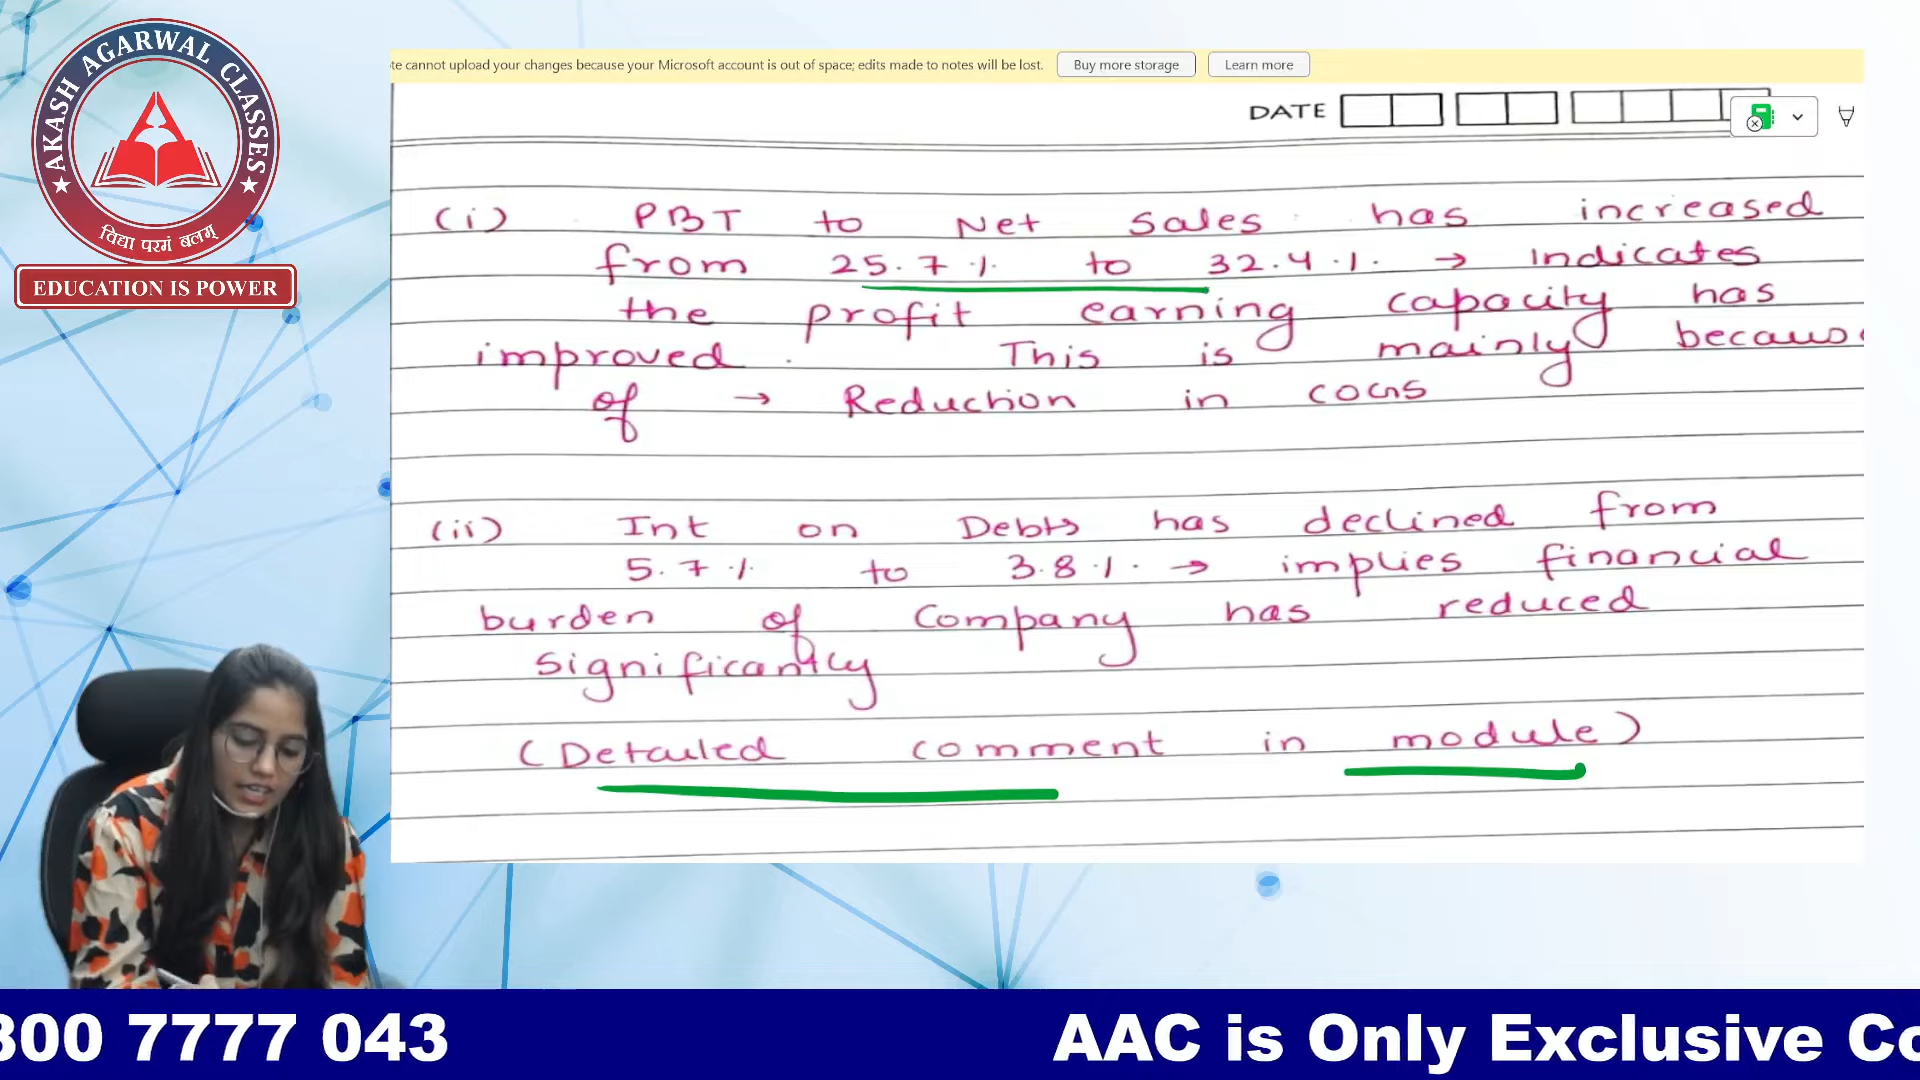 AKASH AGARWAL CLASSES
विद्या परमं बलम्
EDUCATION IS POWER
te cannot upload your changes because your Microsoft account is out of space; edits made to notes will be lost.
Buy more storage
Learn more
DATE
(i) PBT to Net Sales has increased
from 25.7% to 32.4%. → indicates
the profit earning capacity has
improved. This is mainly becaus
of → Reduction in COGS
(ii) Int on Debts has declined from
5.7% to 3.8%. → implies financial
burden of Company has reduced
significantly
(Detailed comment in module)
300 7777 043
AAC is Only Exclusive Co